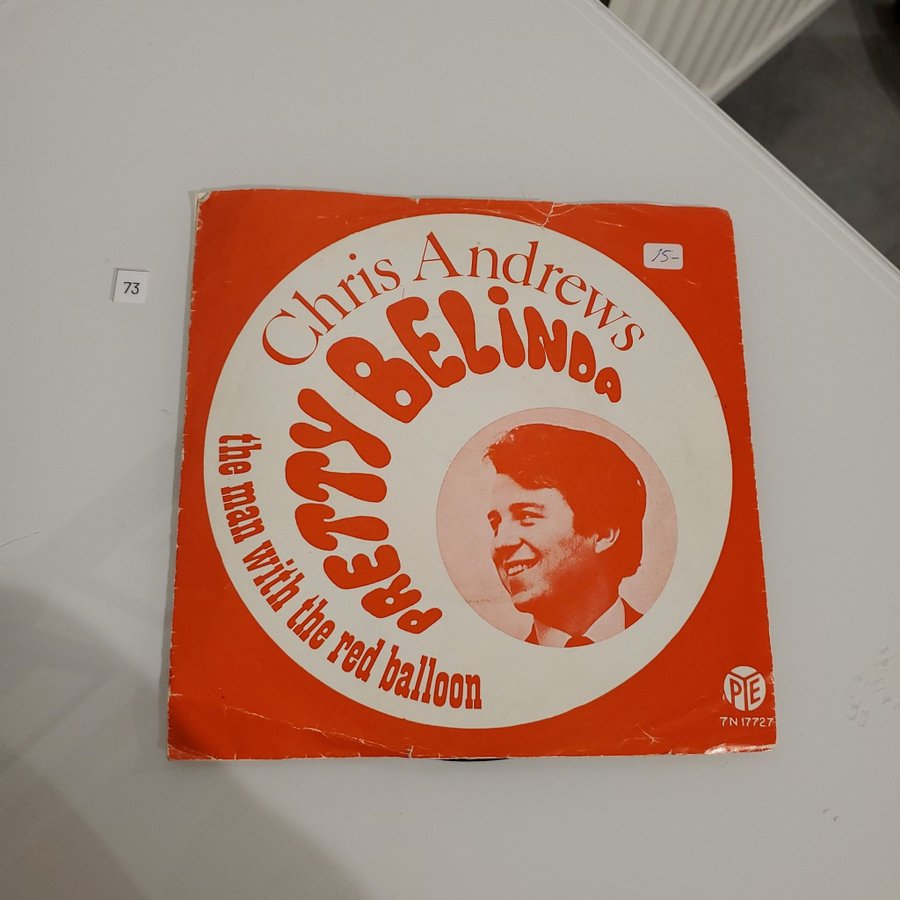 Chris Andrews
PRETTY BELiNDA
the man with the red balloon
15-
73
PYE
7N 17727